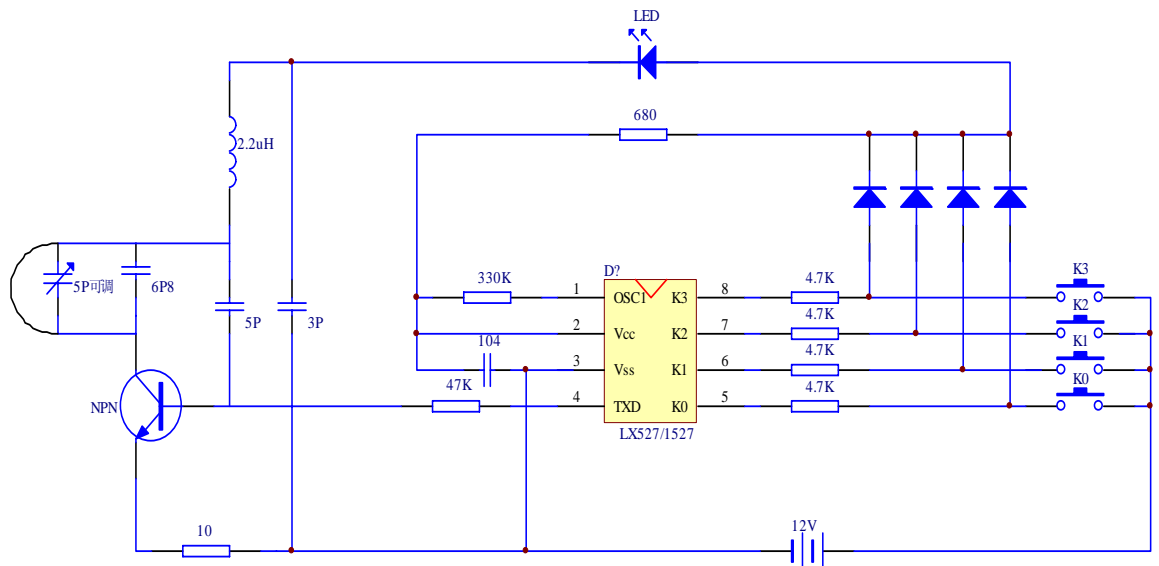 LED
680
2.2uH
5P可调
6P8
5P
3P
330K
104
47K
NPN
10
D?
1
OSC1
K3
8
2
Vcc
K2
7
3
Vss
K1
6
4
TXD
K0
5
LX527/1527
4.7K
4.7K
4.7K
4.7K
K3
K2
K1
K0
12V